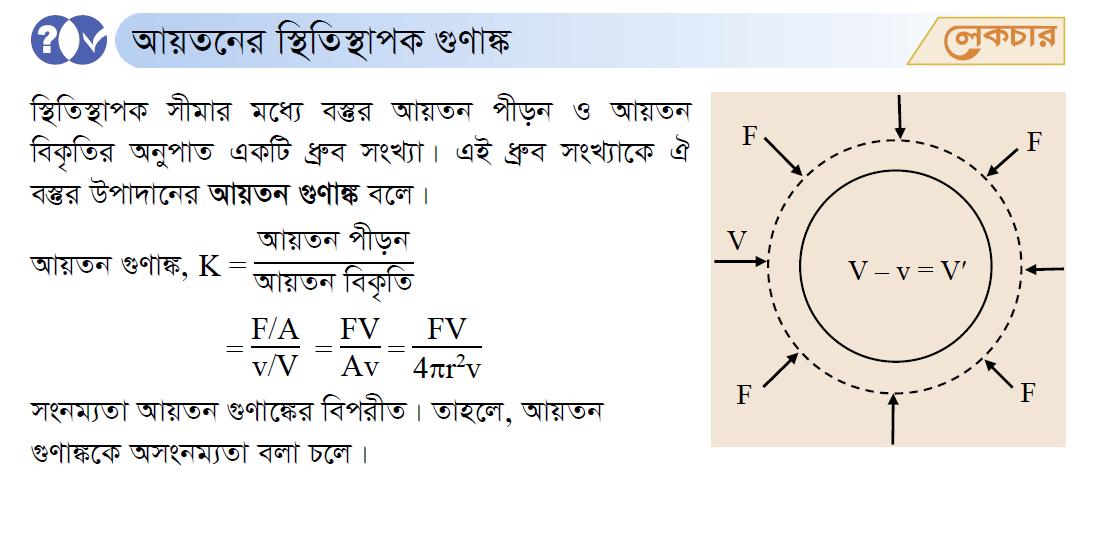 আয়তনের স্থিতিস্থাপক গুণাঙ্ক
লেকচার
স্থিতিস্থাপক সীমার মধ্যে বস্তুর আয়তন পীড়ন ও আয়তন
বিকৃতির অনুপাত একটি ধ্রুব সংখ্যা। এই ধ্রুব সংখ্যাকে ঐ
বস্তুর উপাদানের আয়তন গুণাঙ্ক বলে।
আয়তন গুণাঙ্ক, K = আয়তন পীড়ন / আয়তন বিকৃতি
= F/A / v/V = FV / Av = FV / 4πr²v
সংনম্যতা আয়তন গুণাঙ্কের বিপরীত। তাহলে, আয়তন
গুণাঙ্ককে অসংনম্যতা বলা চলে।
F
F
V
V – v = V′
F
F